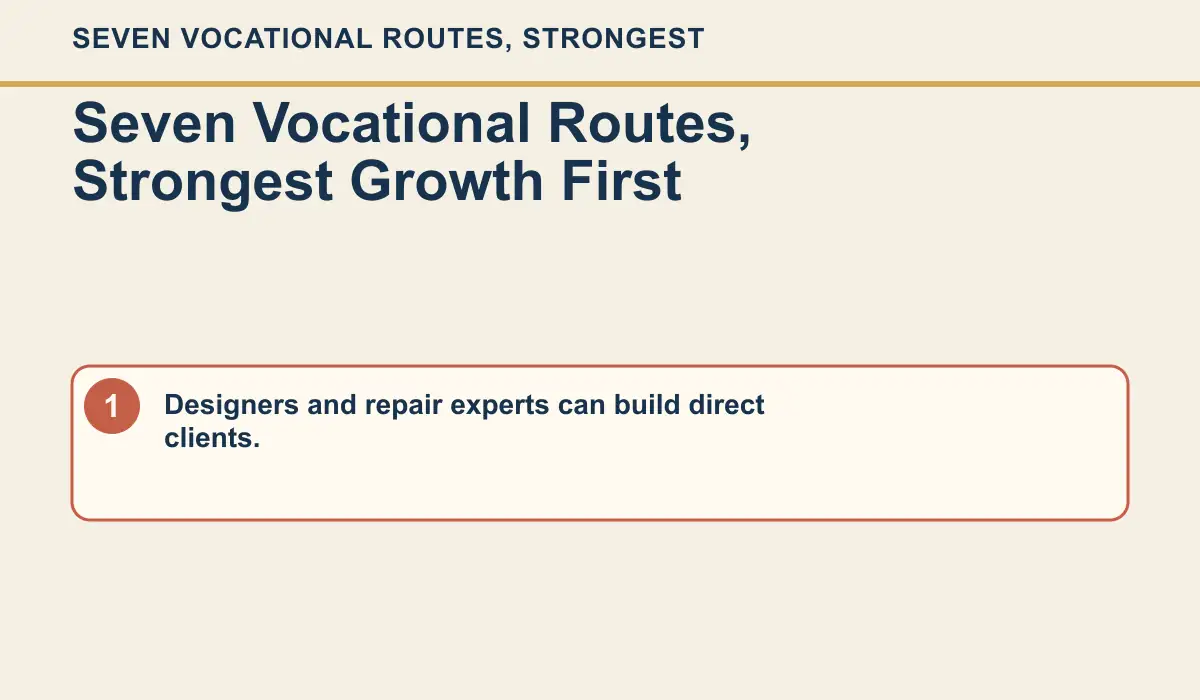 SEVEN VOCATIONAL ROUTES, STRONGEST
Seven Vocational Routes,
Strongest Growth First
1
Designers and repair experts can build direct
clients.